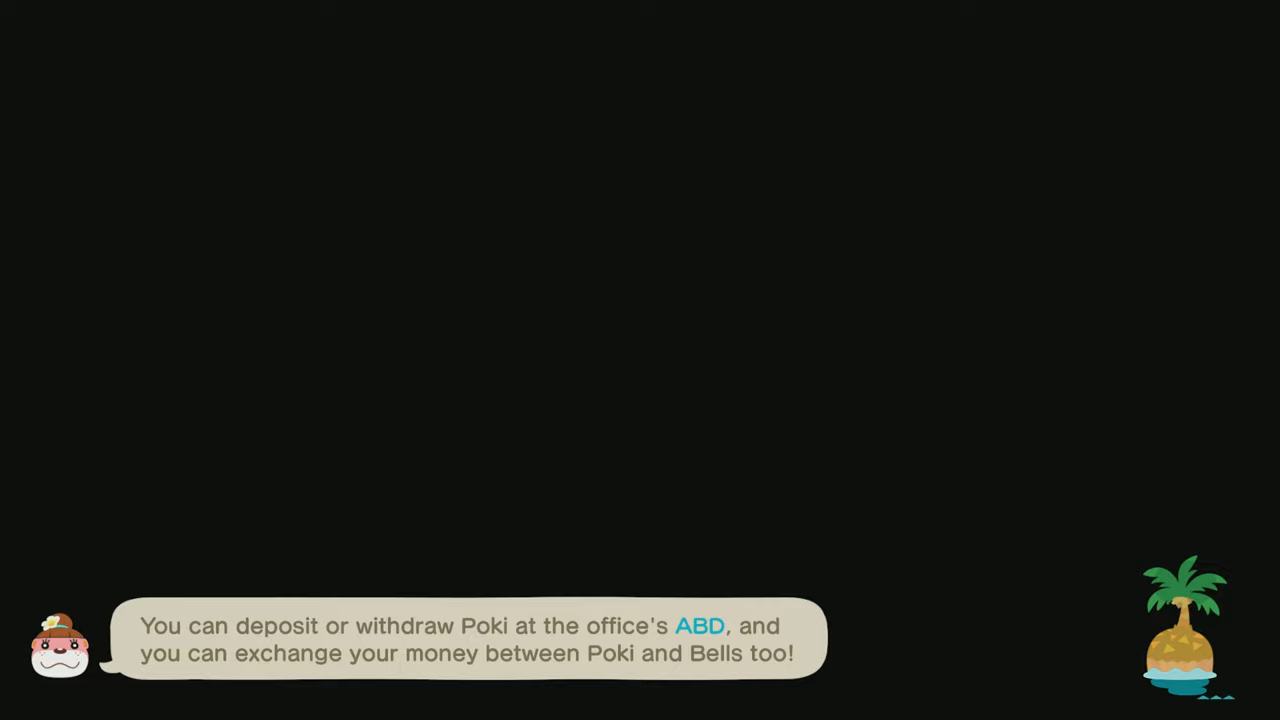 You can deposit or withdraw Poki at the office's ABD, and
you can exchange your money between Poki and Bells too!